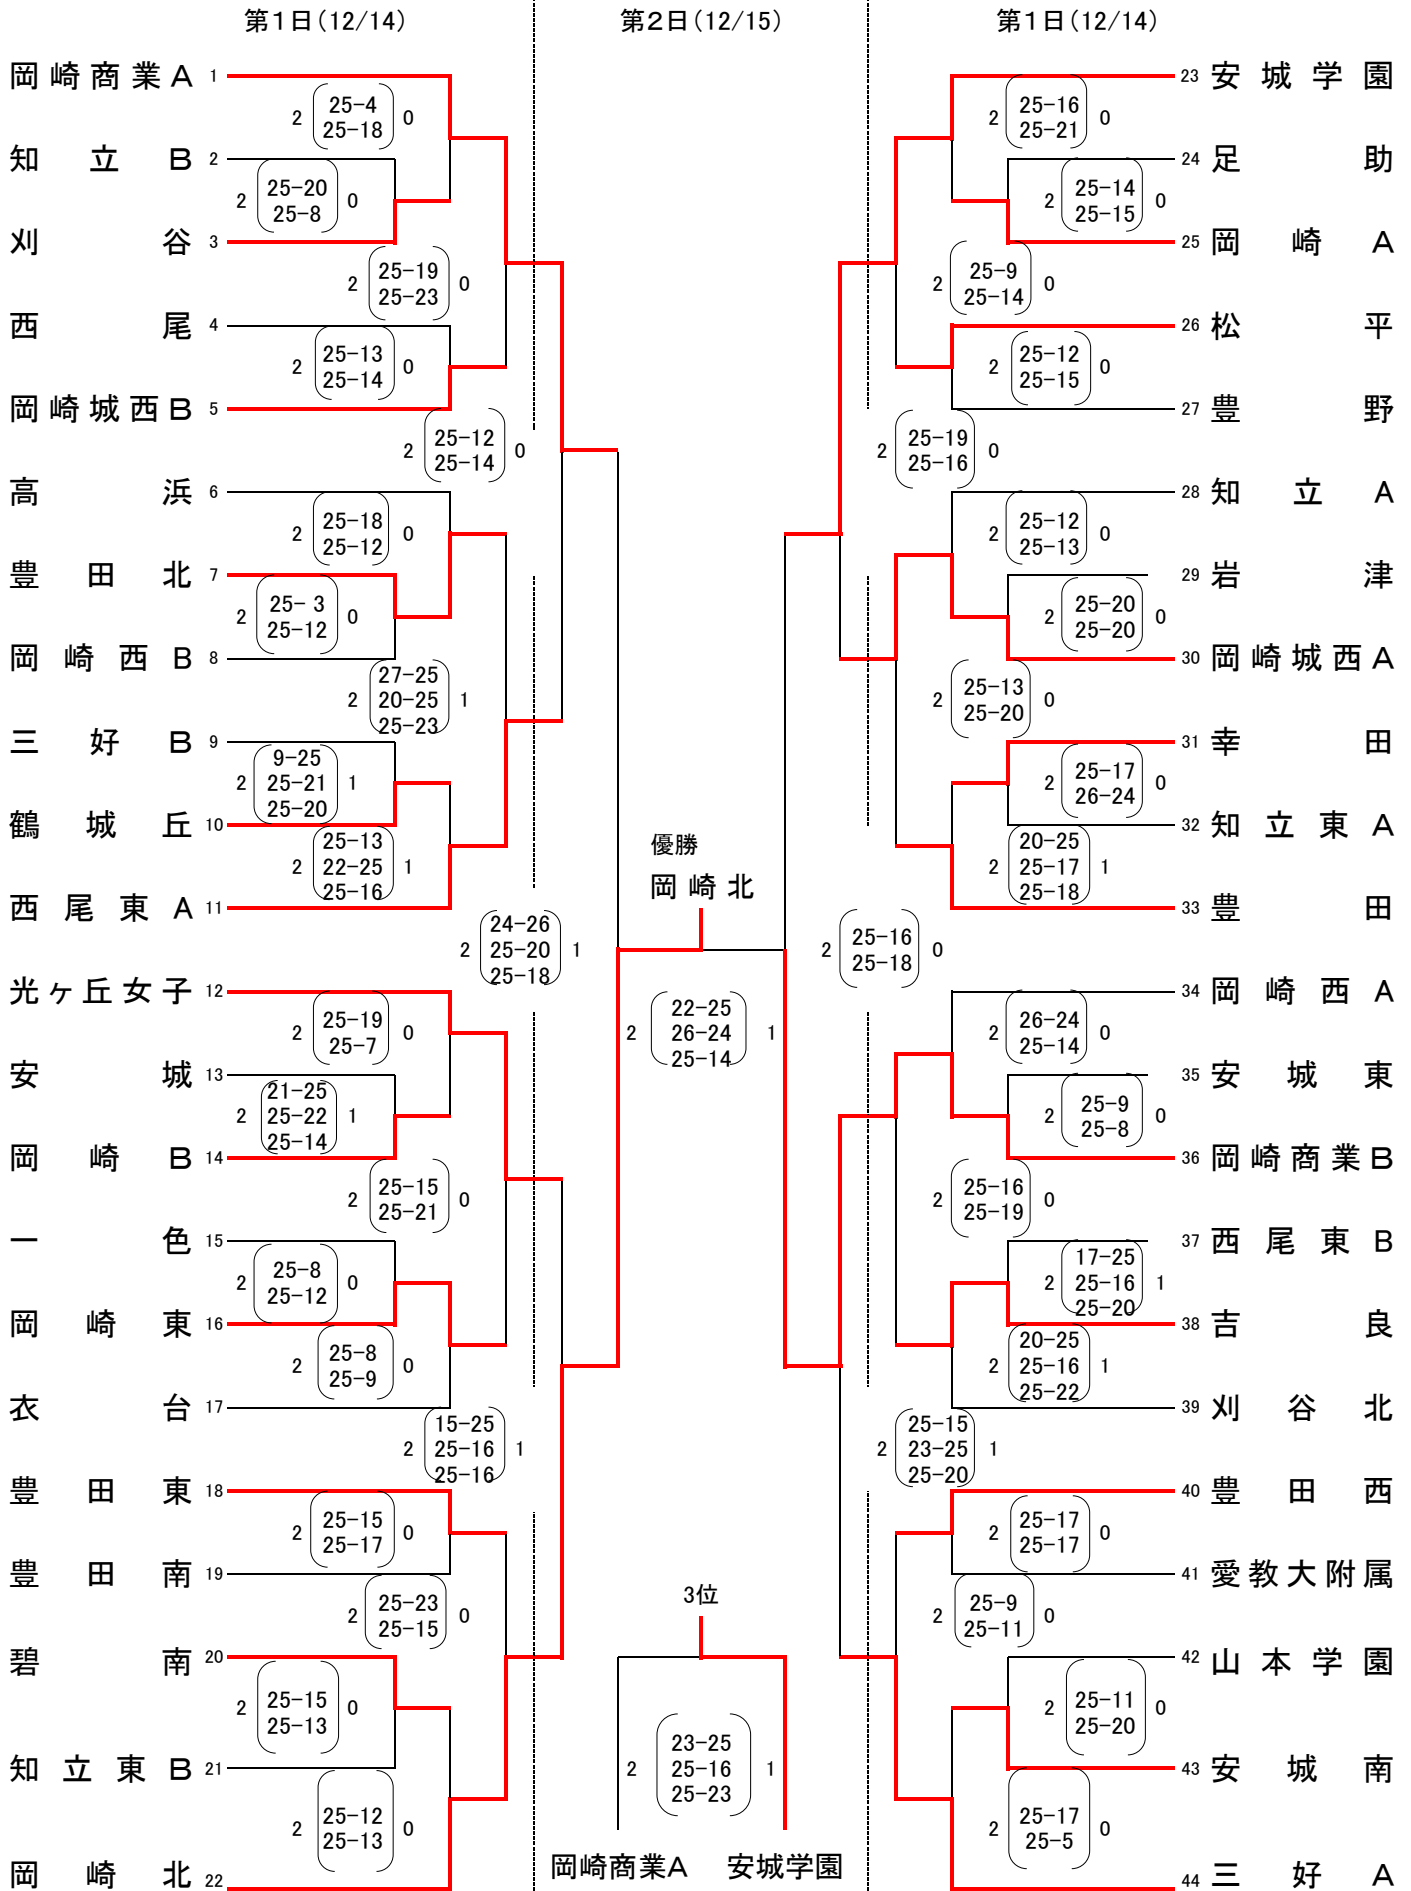 第1日(12/14)
第2日(12/15)
第1日(12/14)
岡崎商業A 1
2 25-4 0
25-18
知立B 2
2 25-20 0
25-8
刈谷 3
2 25-19 0
25-23
西尾 4
2 25-13 0
25-14
岡崎城西B 5
2 25-12 0
25-14
高浜 6
2 25-18 0
25-12
豊田北 7
2 25- 3 0
25-12
岡崎西B 8
27-25
2 20-25 1
25-23
三好B 9
9-25
2 25-21 1
25-20
鶴城丘 10
25-13
2 22-25 1
25-16
西尾東A 11
24-26
2 25-20 1
25-18
光ヶ丘女子 12
2 25-19 0
25-7
安城 13
21-25
2 25-22 1
25-14
岡崎B 14
2 25-15 0
25-21
一色 15
2 25-8 0
25-12
岡崎東 16
2 25-8 0
25-9
衣台 17
15-25
2 25-16 1
25-16
豊田東 18
2 25-15 0
25-17
豊田南 19
2 25-23 0
25-15
碧南 20
2 25-15 0
25-13
知立東B 21
2 25-12 0
25-13
岡崎北 22
優勝
岡崎北
22-25
2 26-24 1
25-14
3位
23-25
2 25-16 1
25-23
岡崎商業A 安城学園
23 安城学園
2 25-16 0
25-21
24 足助
2 25-14 0
25-15
25 岡崎A
2 25-9 0
25-14
26 松平
2 25-12 0
25-15
27 豊野
2 25-19 0
25-16
28 知立A
2 25-12 0
25-13
29 岩津
2 25-20 0
25-20
30 岡崎城西A
2 25-13 0
25-20
31 幸田
2 25-17 0
26-24
32 知立東A
20-25
2 25-17 1
25-18
33 豊田
2 25-16 0
25-18
34 岡崎西A
2 26-24 0
25-14
35 安城東
2 25-9 0
25-8
36 岡崎商業B
2 25-16 0
25-19
37 西尾東B
17-25
2 25-16 1
25-20
38 吉良
20-25
2 25-16 1
25-22
39 刈谷北
25-15
2 23-25 1
25-20
40 豊田西
2 25-17 0
25-17
41 愛教大附属
2 25-9 0
25-11
42 山本学園
2 25-11 0
25-20
43 安城南
2 25-17 0
25-5
44 三好A